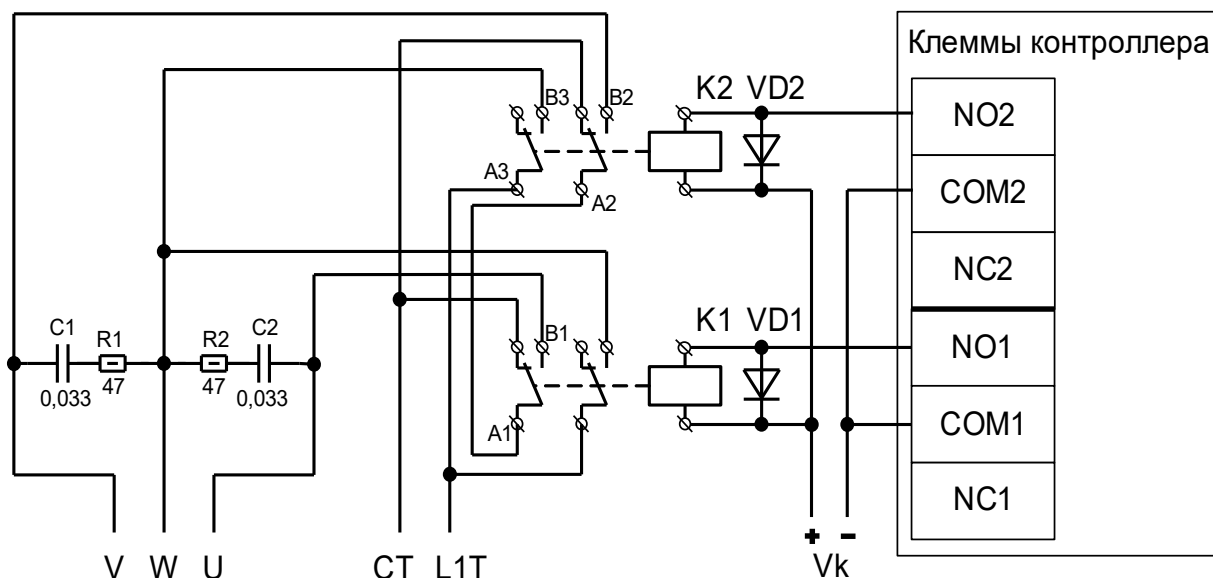 Клеммы контроллера
B3
B2
K2
VD2
NO2
A3
A2
COM2
NC2
C1
R1
R2
C2
B1
K1
VD1
NO1
0,033
47
47
0,033
A1
COM1
NC1
V
W
U
CT
L1T
+
-
Vk